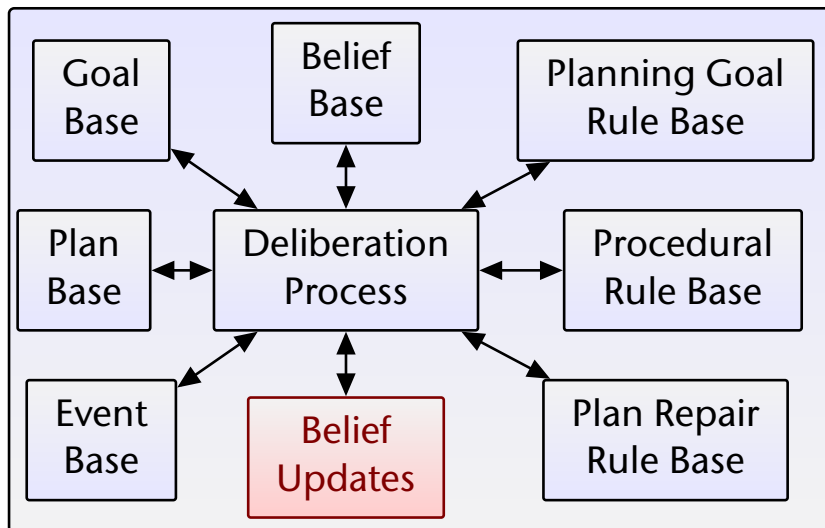 Goal
Base
Belief
Base
Planning Goal
Rule Base
Plan
Base
Deliberation
Process
Procedural
Rule Base
Event
Base
Belief
Updates
Plan Repair
Rule Base